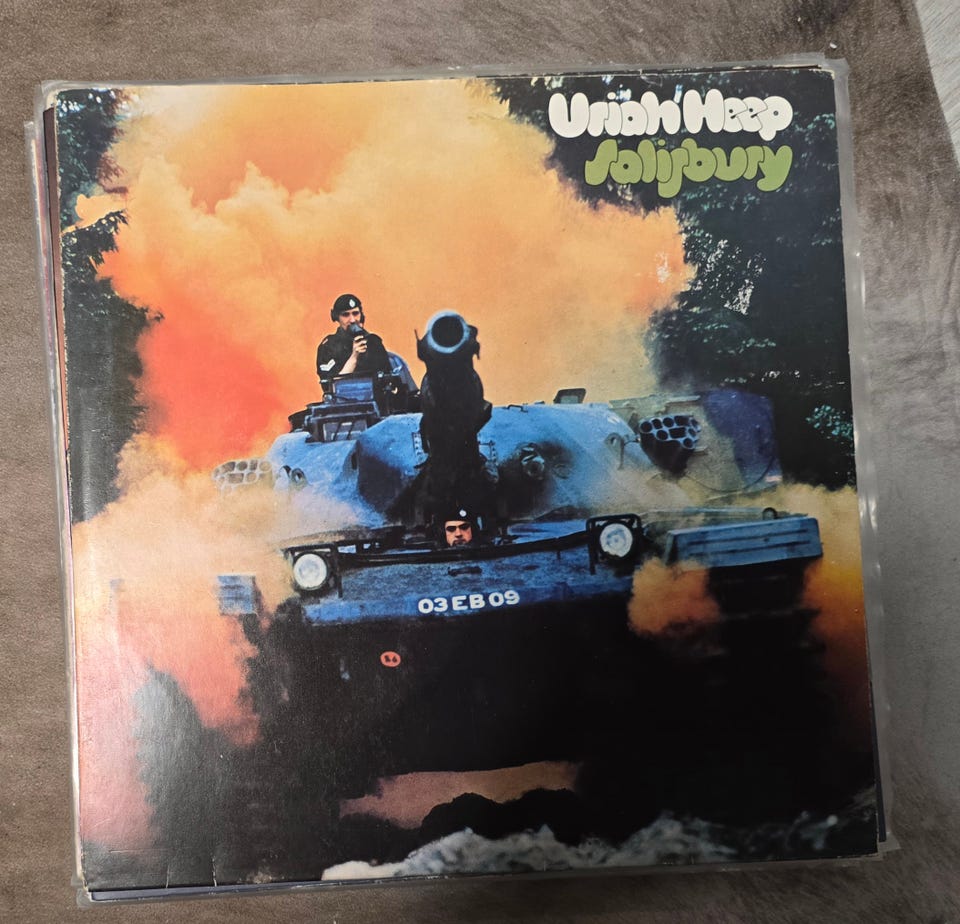 Uriah Heep
Salisbury
03 EB 09